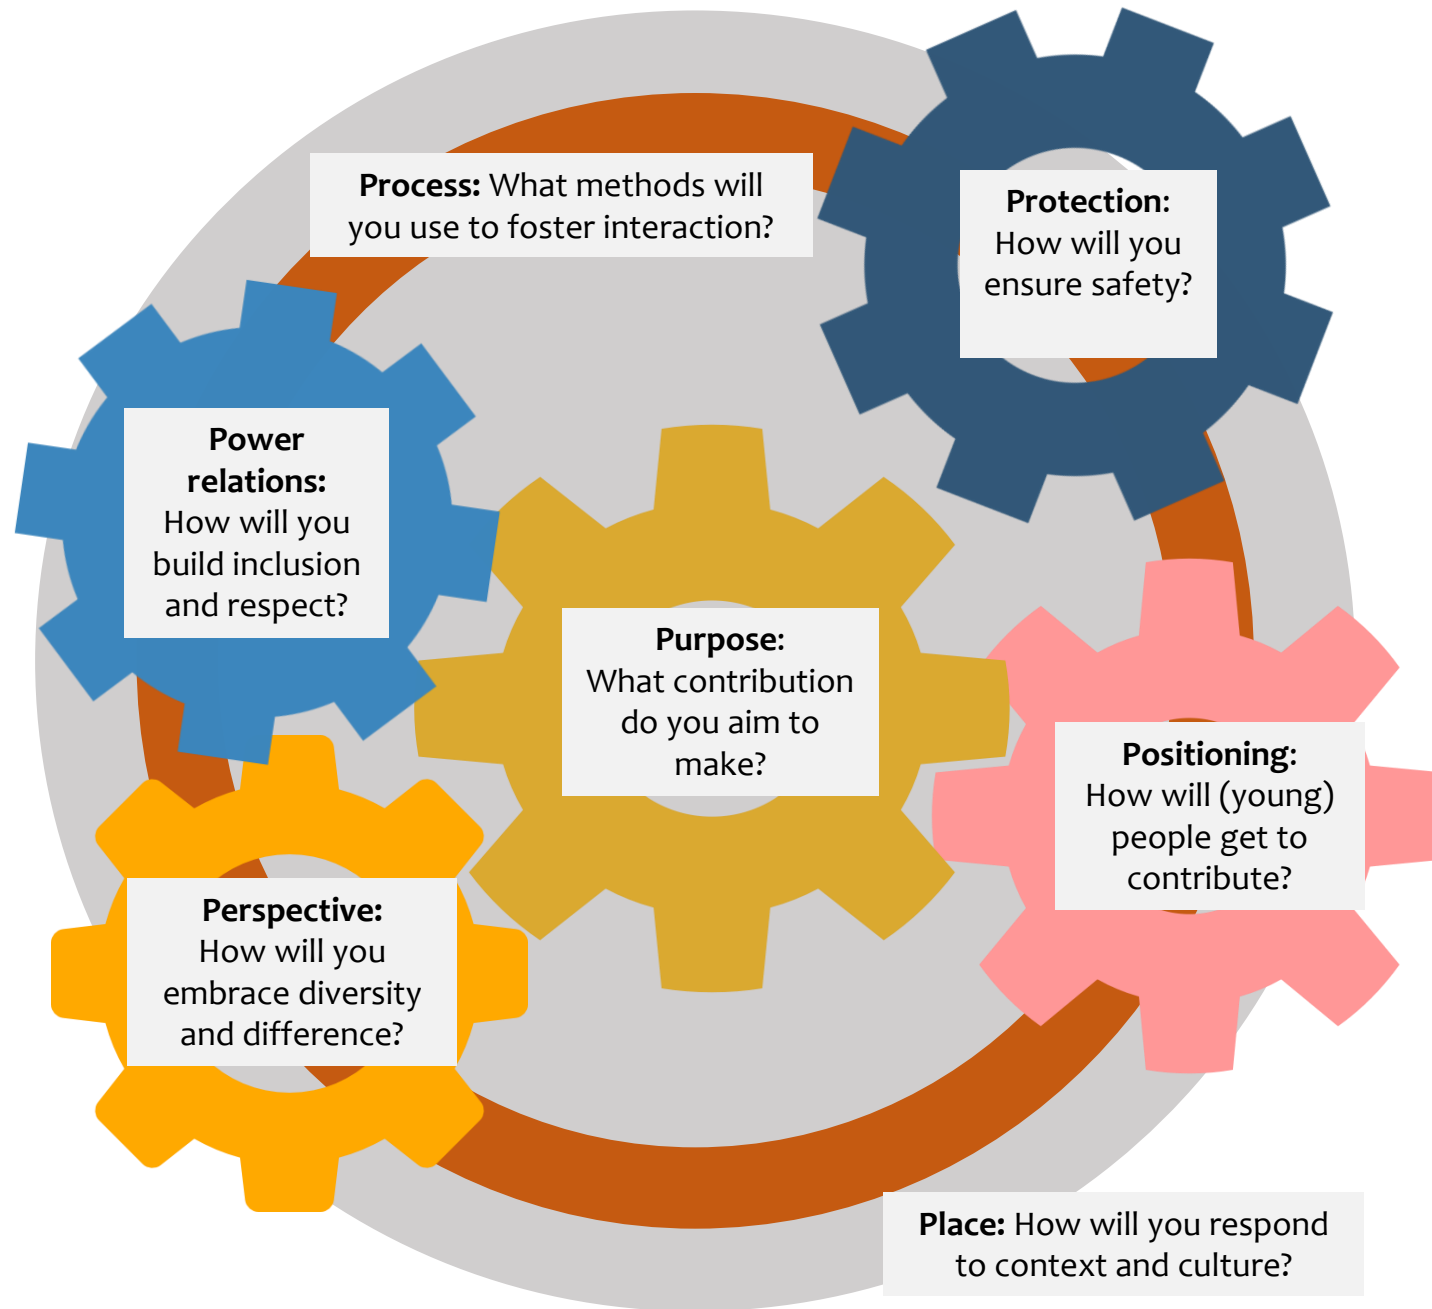 Process: What methods will
you use to foster interaction?
Protection:
How will you
ensure safety?
Power
relations:
How will you
build inclusion
and respect?
Purpose:
What contribution
do you aim to
make?
Positioning:
How will (young)
people get to
contribute?
Perspective:
How will you
embrace diversity
and difference?
Place: How will you respond
to context and culture?